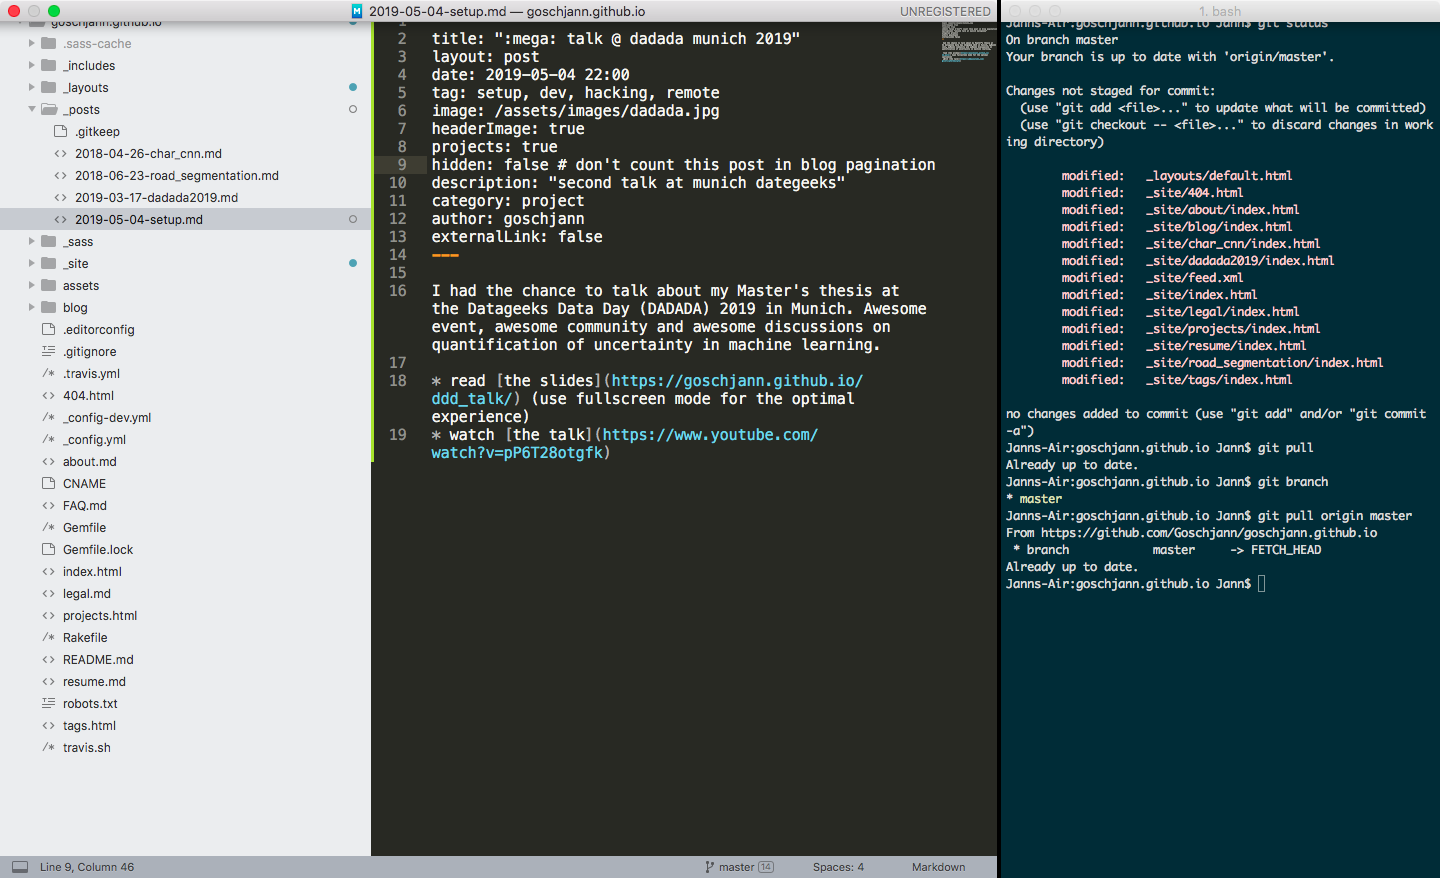 2019-05-04-setup.md — goschjann.github.io
UNREGISTERED
goschjann.github.io
.sass-cache
_includes
_layouts
_posts
.gitkeep
2018-04-26-char_cnn.md
2018-06-23-road_segmentation.md
2019-03-17-dadada2019.md
2019-05-04-setup.md
_sass
_site
assets
blog
.editorconfig
.gitignore
.travis.yml
404.html
_config-dev.yml
_config.yml
about.md
CNAME
FAQ.md
Gemfile
Gemfile.lock
index.html
legal.md
projects.html
Rakefile
README.md
resume.md
robots.txt
tags.html
travis.sh
1
2 title: ":mega: talk @ dadada munich 2019"
3 layout: post
4 date: 2019-05-04 22:00
5 tag: setup, dev, hacking, remote
6 image: /assets/images/dadada.jpg
7 headerImage: true
8 projects: true
9 hidden: false # don't count this post in blog pagination
10 description: "second talk at munich dategeeks"
11 category: project
12 author: goschjann
13 externalLink: false
14 ---
15
16 I had the chance to talk about my Master's thesis at
the Datageeks Data Day (DADADA) 2019 in Munich. Awesome
event, awesome community and awesome discussions on
quantification of uncertainty in machine learning.
17
18 * read [the slides](https://goschjann.github.io/
ddd_talk/) (use fullscreen mode for the optimal
experience)
19 * watch [the talk](https://www.youtube.com/
watch?v=pP6T28otgfk)
Line 9, Column 46
master 14
Spaces: 4
Markdown
1. bash
Janns-Air:goschjann.github.io Jann$ git status
On branch master
Your branch is up to date with 'origin/master'.
Changes not staged for commit:
(use "git add <file>..." to update what will be committed)
(use "git checkout -- <file>..." to discard changes in work
ing directory)
modified: _layouts/default.html
modified: _site/404.html
modified: _site/about/index.html
modified: _site/blog/index.html
modified: _site/char_cnn/index.html
modified: _site/dadada2019/index.html
modified: _site/feed.xml
modified: _site/index.html
modified: _site/legal/index.html
modified: _site/projects/index.html
modified: _site/resume/index.html
modified: _site/road_segmentation/index.html
modified: _site/tags/index.html
no changes added to commit (use "git add" and/or "git commit
-a")
Janns-Air:goschjann.github.io Jann$ git pull
Already up to date.
Janns-Air:goschjann.github.io Jann$ git branch
* master
Janns-Air:goschjann.github.io Jann$ git pull origin master
From https://github.com/Goschjann/goschjann.github.io
* branch master -> FETCH_HEAD
Already up to date.
Janns-Air:goschjann.github.io Jann$